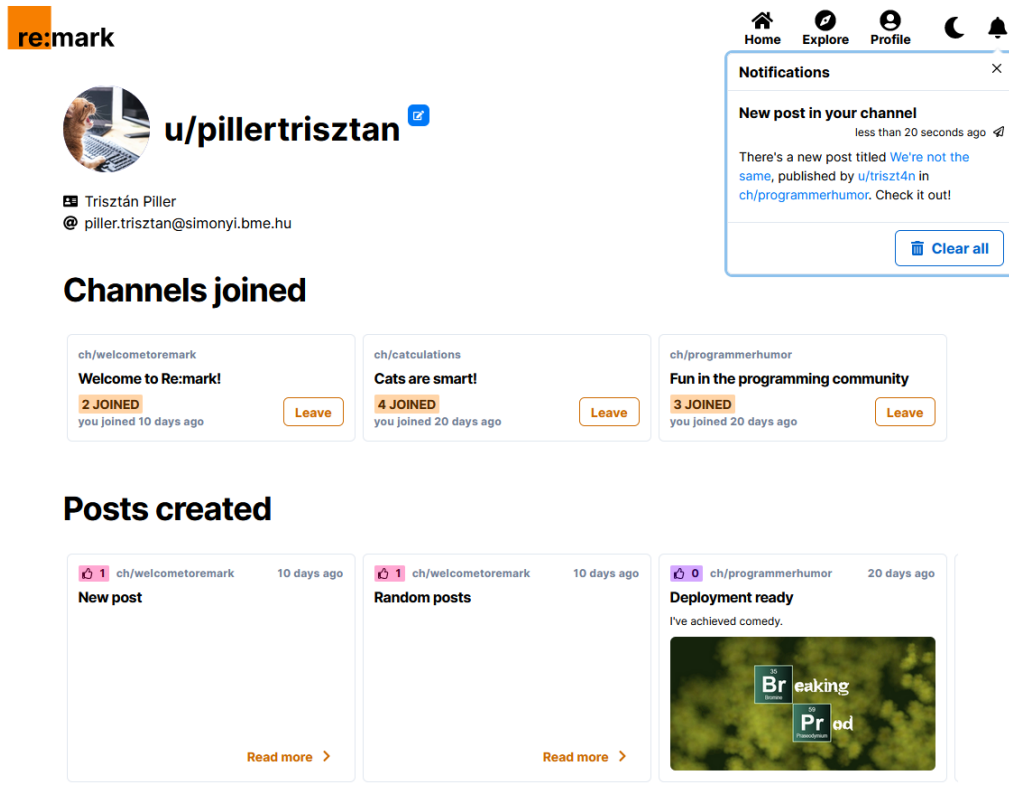 re:mark
Home
Explore
Profile
Notifications
New post in your channel
less than 20 seconds ago
There's a new post titled We're not the
same, published by u/triszt4n in
ch/programmerhumor. Check it out!
Clear all
u/pillertrisztan
Trisztán Piller
piller.trisztan@simonyi.bme.hu
Channels joined
ch/welcometoremark
Welcome to Re:mark!
2 JOINED
you joined 10 days ago
Leave
ch/catculations
Cats are smart!
4 JOINED
you joined 20 days ago
Leave
ch/programmerhumor
Fun in the programming community
3 JOINED
you joined 20 days ago
Leave
Posts created
1 ch/welcometoremark 10 days ago
New post
Read more
1 ch/welcometoremark 10 days ago
Random posts
Read more
0 ch/programmerhumor 20 days ago
Deployment ready
I've achieved comedy.
35
Breaking
Bromine
59
Prod
Praseodymium